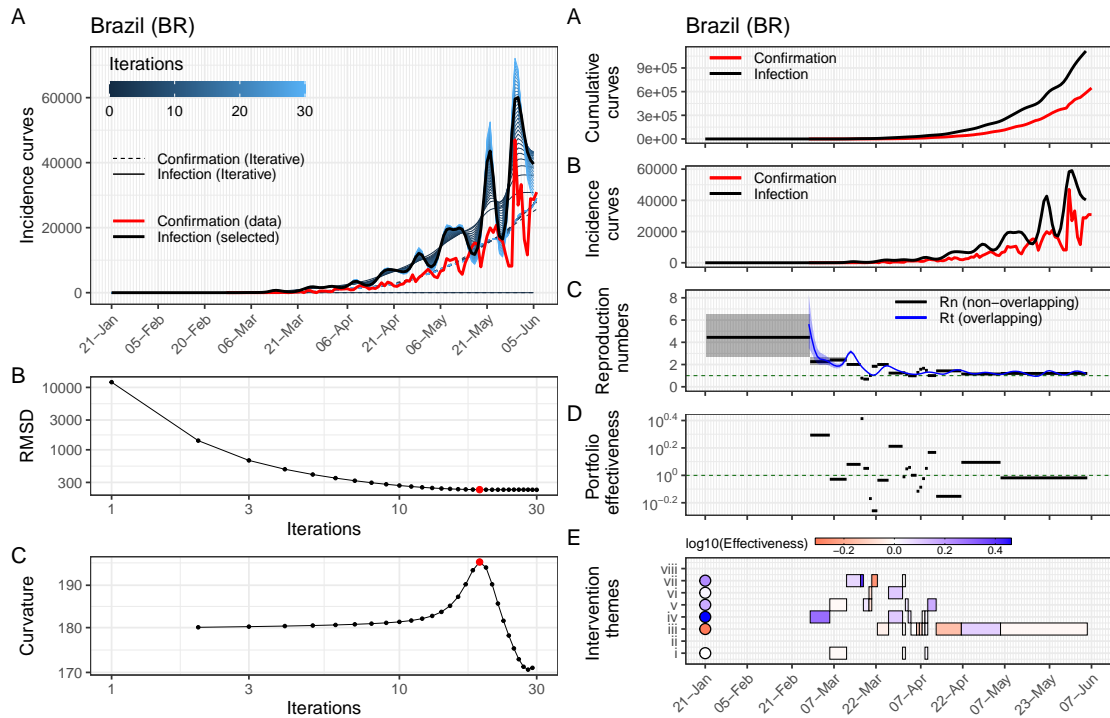 A
Brazil (BR)
Iterations
0 10 20 30
Confirmation (Iterative)
Infection (Iterative)
Confirmation (data)
Infection (selected)
Incidence curves
60000
40000
20000
0
21−Jan
05−Feb
20−Feb
06−Mar
21−Mar
06−Apr
21−Apr
06−May
21−May
05−Jun
B
RMSD
10000
3000
1000
300
1 3 10 30
Iterations
C
Curvature
190
180
170
1 3 10 30
Iterations
A
Brazil (BR)
Confirmation
Infection
Cumulative
curves
9e+05
6e+05
3e+05
0e+00
B
Confirmation
Infection
Incidence
curves
60000
40000
20000
0
C
Rn (non−overlapping)
Rt (overlapping)
Reproduction
numbers
8
6
4
2
0
D
Portfolio
effectiveness
10^0.4
10^0.2
10^0
10^−0.2
E
log10(Effectiveness)
−0.2 0.0 0.2 0.4
Intervention
themes
viii
vii
vi
v
iv
iii
ii
i
21−Jan
05−Feb
21−Feb
07−Mar
22−Mar
07−Apr
22−Apr
07−May
23−May
07−Jun